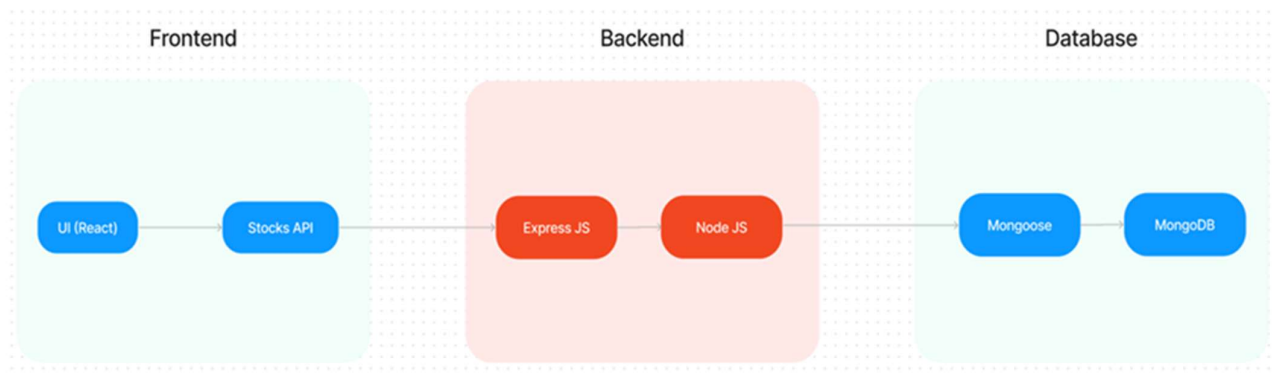 Frontend
Backend
Database
UI (React)
Stocks API
Express JS
Node JS
Mongoose
MongoDB